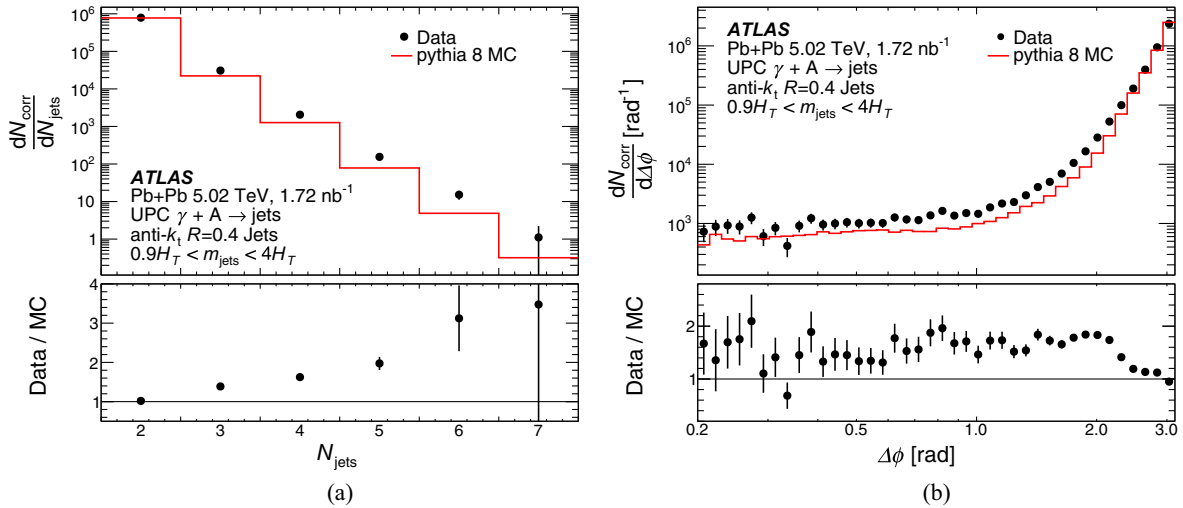 10⁶
10⁵
10⁴
10³
10²
10
1
dN_corr
dN_jets
Data
pythia 8 MC
ATLAS
Pb+Pb 5.02 TeV, 1.72 nb⁻¹
UPC γ + A → jets
anti-k_t R=0.4 Jets
0.9H_T < m_jets < 4H_T
4
3
2
1
Data / MC
2 3 4 5 6 7
N_jets
(a)
10⁶
10⁵
10⁴
10³
dN_corr
dΔϕ
[rad⁻¹]
ATLAS
Pb+Pb 5.02 TeV, 1.72 nb⁻¹
UPC γ + A → jets
anti-k_t R=0.4 Jets
0.9H_T < m_jets < 4H_T
Data
pythia 8 MC
2
1
Data / MC
0.2 0.5 1.0 2.0 3.0
Δϕ [rad]
(b)